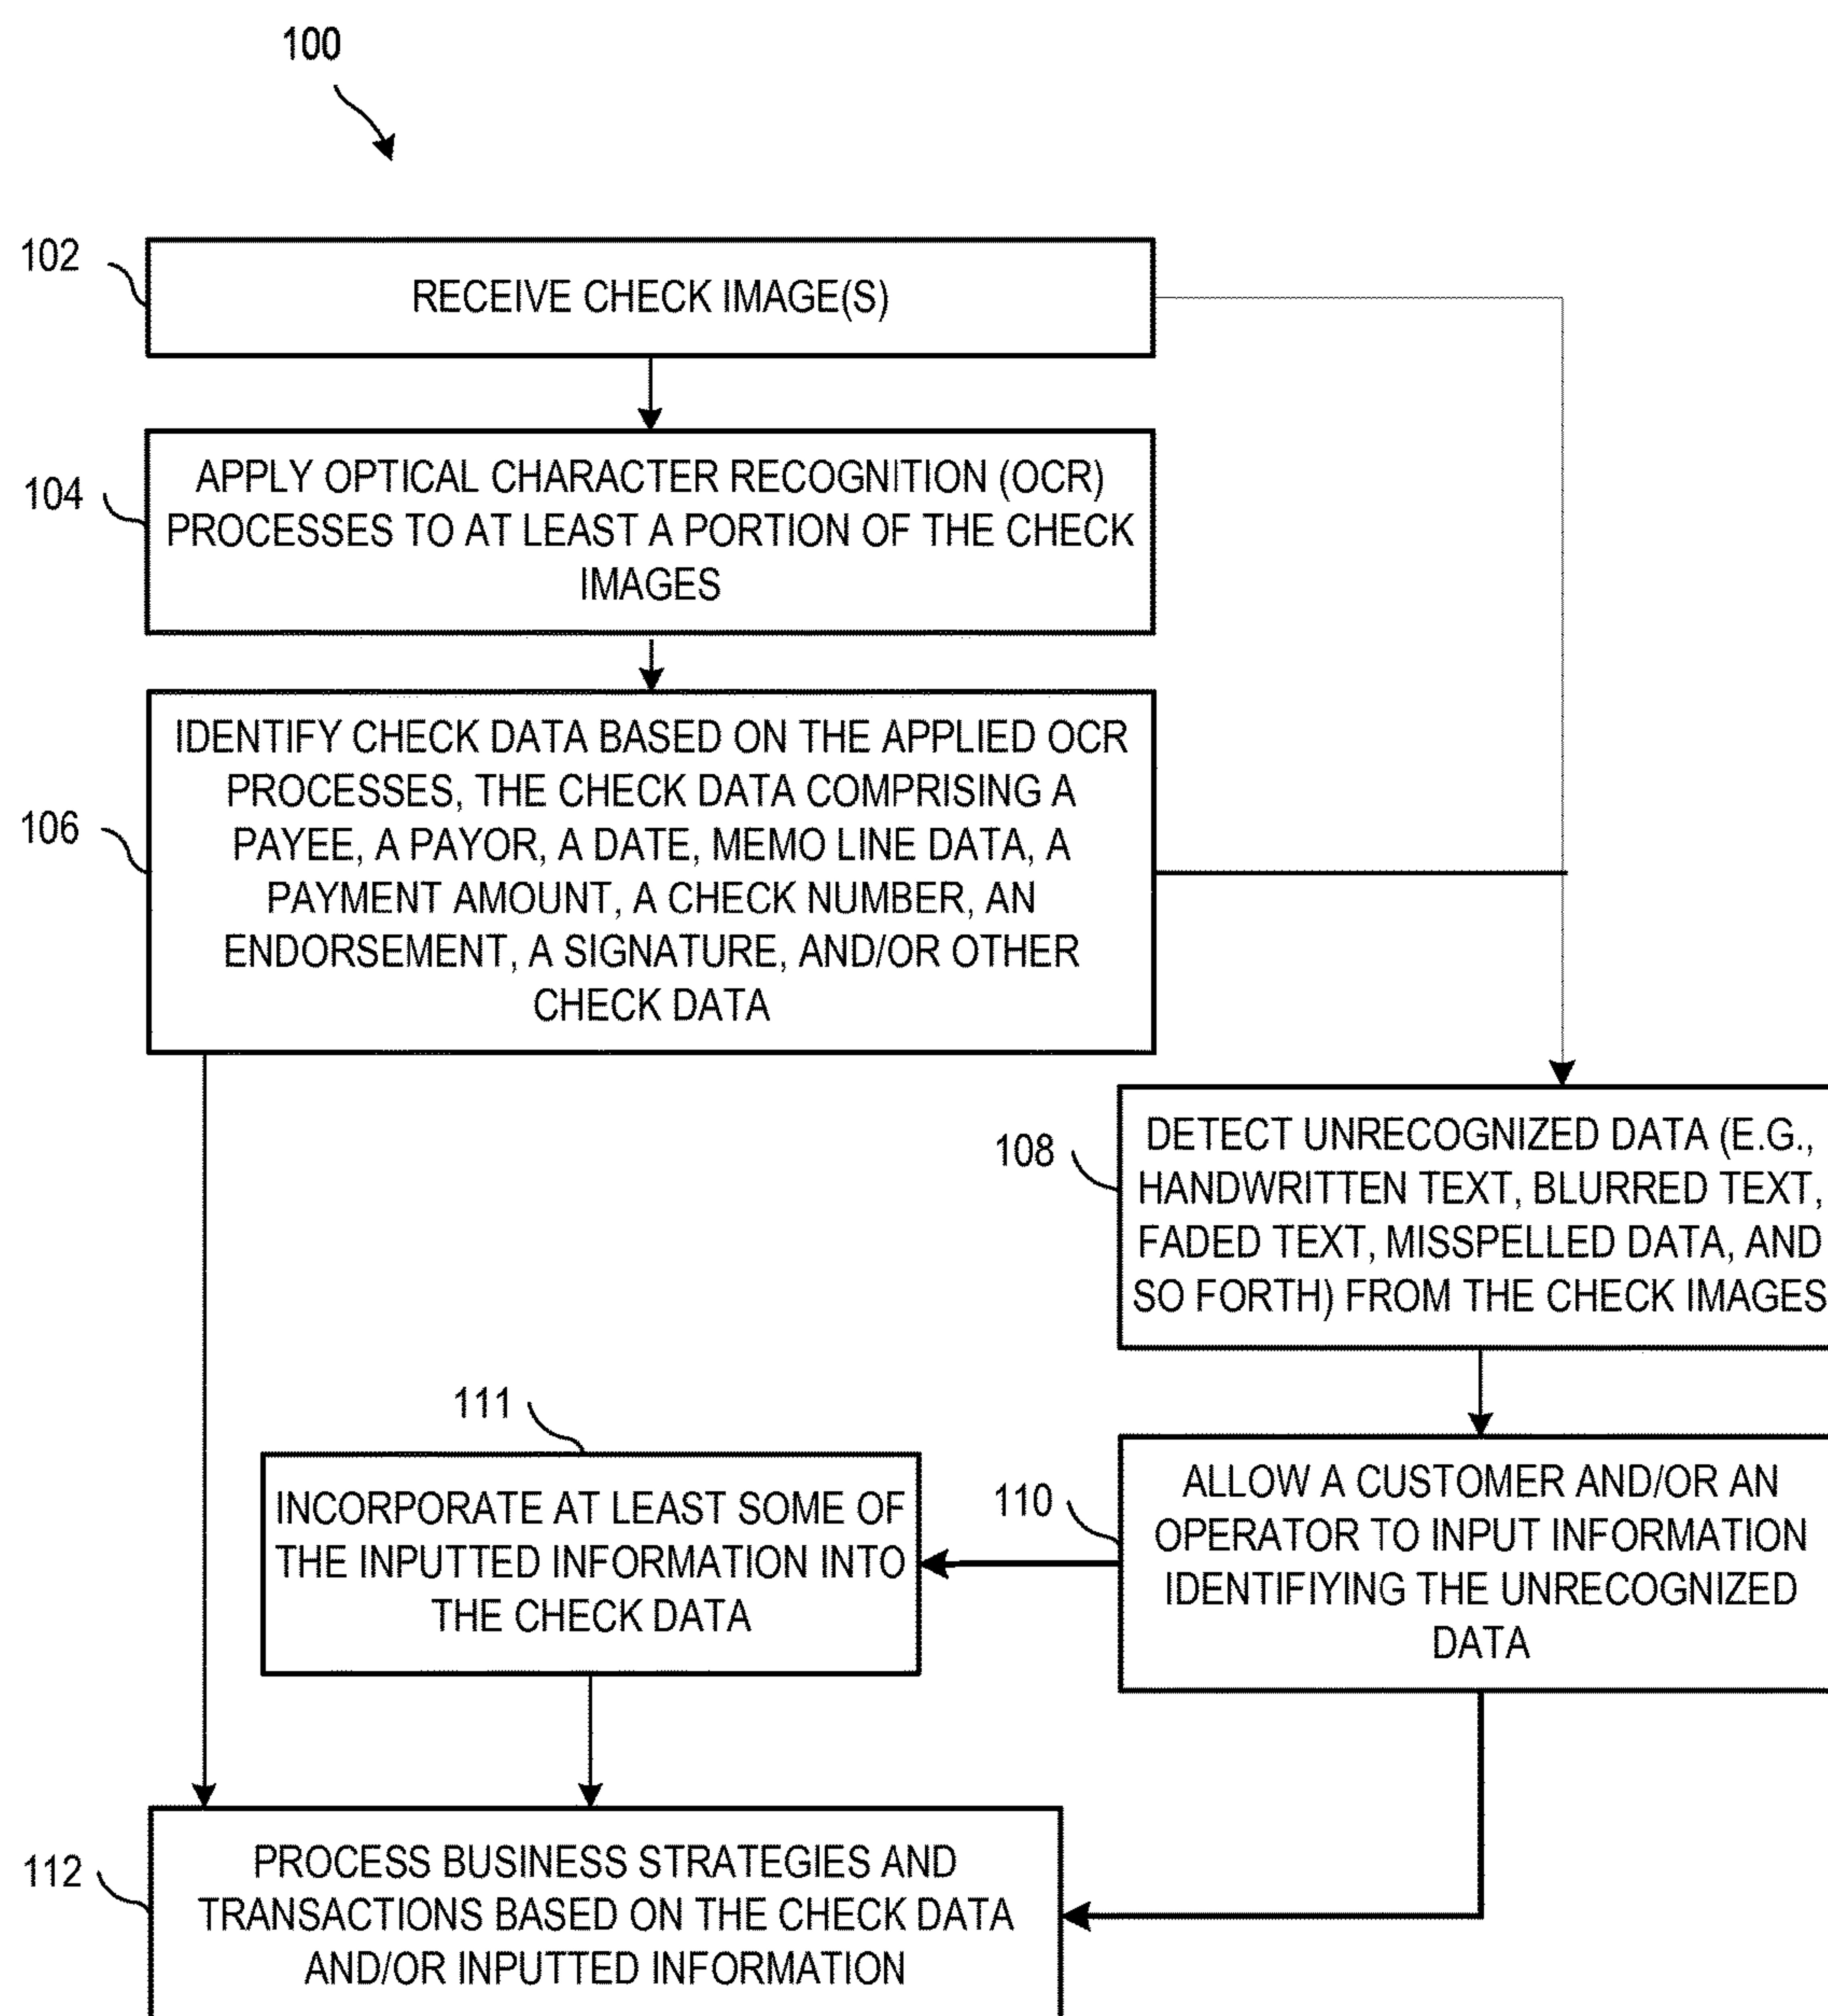 100
102
RECEIVE CHECK IMAGE(S)
104
APPLY OPTICAL CHARACTER RECOGNITION (OCR)
PROCESSES TO AT LEAST A PORTION OF THE CHECK
IMAGES
106
IDENTIFY CHECK DATA BASED ON THE APPLIED OCR
PROCESSES, THE CHECK DATA COMPRISING A
PAYEE, A PAYOR, A DATE, MEMO LINE DATA, A
PAYMENT AMOUNT, A CHECK NUMBER, AN
ENDORSEMENT, A SIGNATURE, AND/OR OTHER
CHECK DATA
108
DETECT UNRECOGNIZED DATA (E.G.,
HANDWRITTEN TEXT, BLURRED TEXT,
FADED TEXT, MISSPELLED DATA, AND
SO FORTH) FROM THE CHECK IMAGES
110
ALLOW A CUSTOMER AND/OR AN
OPERATOR TO INPUT INFORMATION
IDENTIFIYING THE UNRECOGNIZED
DATA
111
INCORPORATE AT LEAST SOME OF
THE INPUTTED INFORMATION INTO
THE CHECK DATA
112
PROCESS BUSINESS STRATEGIES AND
TRANSACTIONS BASED ON THE CHECK DATA
AND/OR INPUTTED INFORMATION